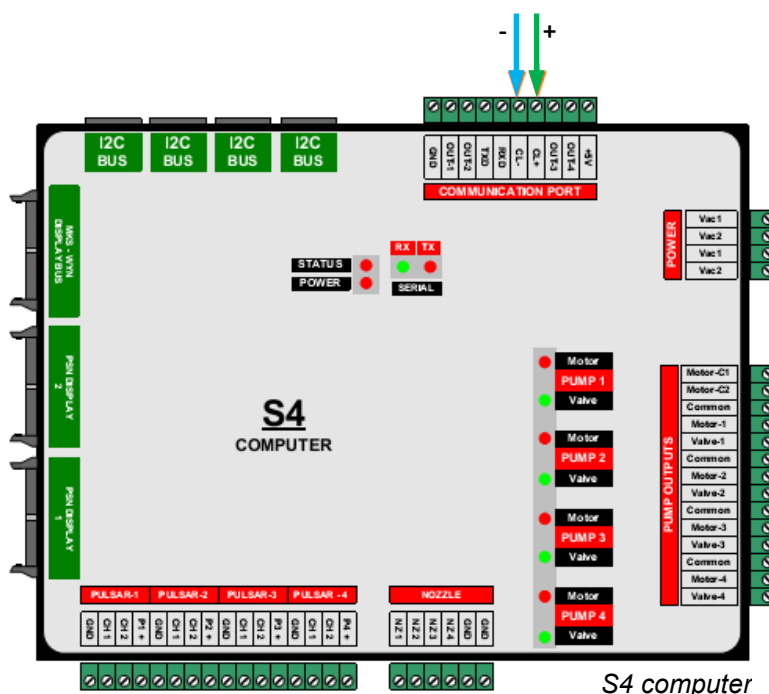 - +
I2C
BUS
I2C
BUS
I2C
BUS
I2C
BUS
GND
OUT-1
OUT-2
TXD
RXD
CL-
CL+
OUT-3
OUT-4
+5V
COMMUNICATION PORT
MKS - WYN
DISPLAY BUS
PSN DISPLAY
2
PSN DISPLAY
1
RX TX
STATUS
POWER
SERIAL
POWER
Vac1
Vac2
Vac1
Vac2
S4
COMPUTER
Motor
PUMP 1
Valve
Motor
PUMP 2
Valve
Motor
PUMP 3
Valve
Motor
PUMP 4
Valve
PUMP OUTPUTS
Motor-C1
Motor-C2
Common
Motor-1
Valve-1
Common
Motor-2
Valve-2
Common
Motor-3
Valve-3
Common
Motor-4
Valve-4
PULSAR-1 PULSAR-2 PULSAR-3 PULSAR -4
GND
CH 1
CH 2
P1 +
GND
CH 1
CH 2
P2 +
GND
CH 1
CH 2
P3 +
GND
CH 1
CH 2
P4 +
NOZZLE
NZ 1
NZ 2
NZ 3
NZ 4
GND
GND
S4 computer